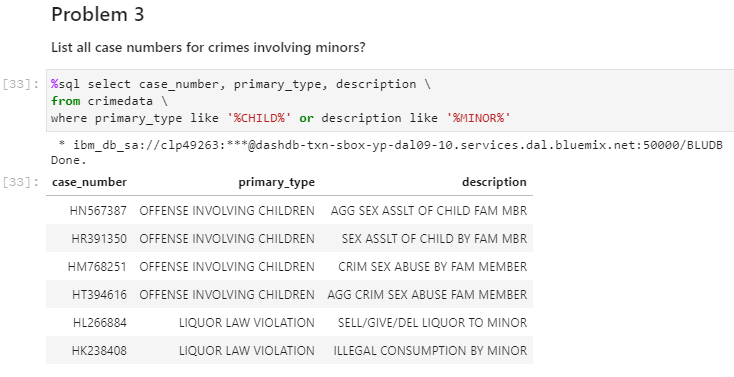 Problem 3
List all case numbers for crimes involving minors?
[33]: %sql select case_number, primary_type, description \
from crimedata \
where primary_type like '%CHILD%' or description like '%MINOR%'
* ibm_db_sa://clp49263:***@dashdb-txn-sbox-yp-dal09-10.services.dal.bluemix.net:50000/BLUDB
Done.
[33]: case_number primary_type description
HN567387 OFFENSE INVOLVING CHILDREN AGG SEX ASSLT OF CHILD FAM MBR
HR391350 OFFENSE INVOLVING CHILDREN SEX ASSLT OF CHILD BY FAM MBR
HM768251 OFFENSE INVOLVING CHILDREN CRIM SEX ABUSE BY FAM MEMBER
HT394616 OFFENSE INVOLVING CHILDREN AGG CRIM SEX ABUSE FAM MEMBER
HL266884 LIQUOR LAW VIOLATION SELL/GIVE/DEL LIQUOR TO MINOR
HK238408 LIQUOR LAW VIOLATION ILLEGAL CONSUMPTION BY MINOR